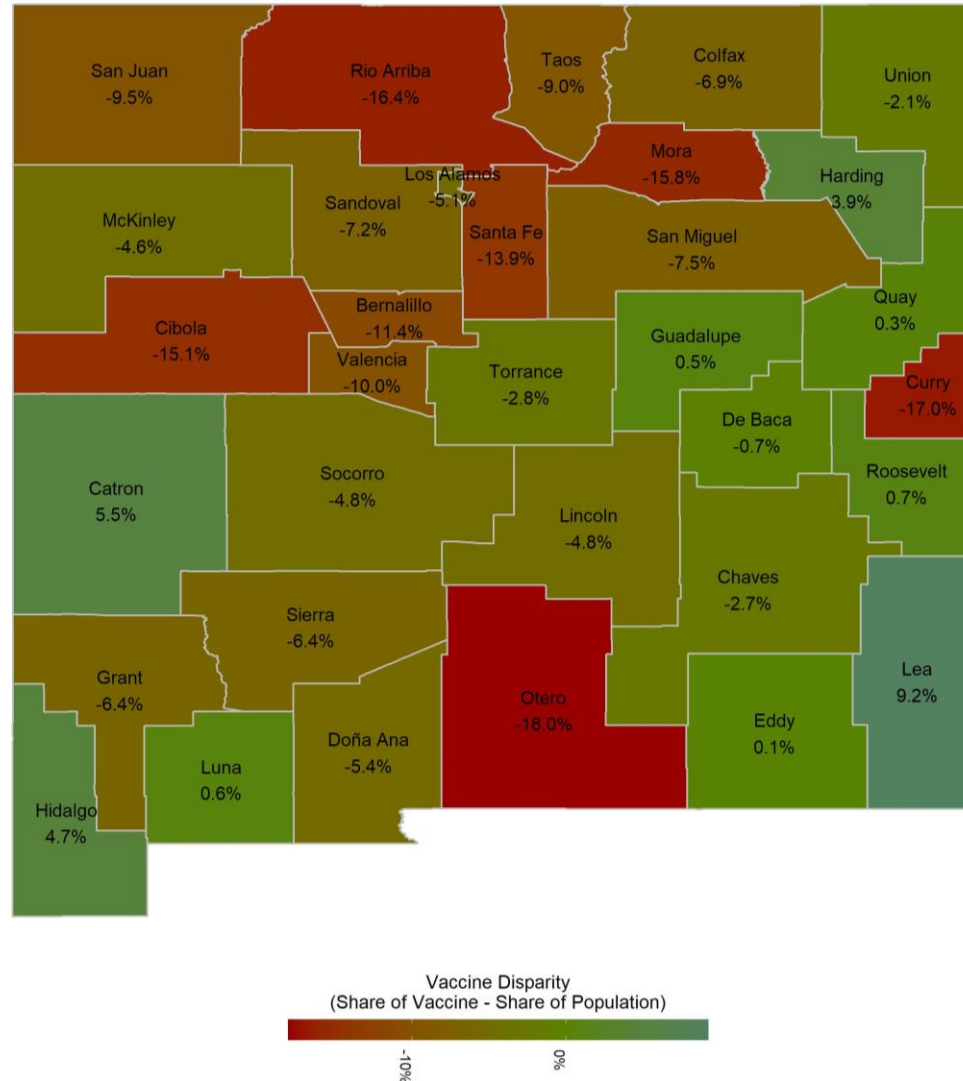 San Juan
-9.5%
Rio Arriba
-16.4%
Taos
-9.0%
Colfax
-6.9%
Union
-2.1%
Mora
-15.8%
Harding
3.9%
Los Alamos
-5.1%
Sandoval
-7.2%
McKinley
-4.6%
Santa Fe
-13.9%
San Miguel
-7.5%
Quay
0.3%
Bernalillo
-11.4%
Cibola
-15.1%
Valencia
-10.0%
Guadalupe
0.5%
Torrance
-2.8%
Curry
-17.0%
De Baca
-0.7%
Roosevelt
0.7%
Catron
5.5%
Socorro
-4.8%
Lincoln
-4.8%
Chaves
-2.7%
Sierra
-6.4%
Grant
-6.4%
Otero
-18.0%
Lea
9.2%
Eddy
0.1%
Doña Ana
-5.4%
Luna
0.6%
Hidalgo
4.7%
Vaccine Disparity
(Share of Vaccine - Share of Population)
-10%
0%